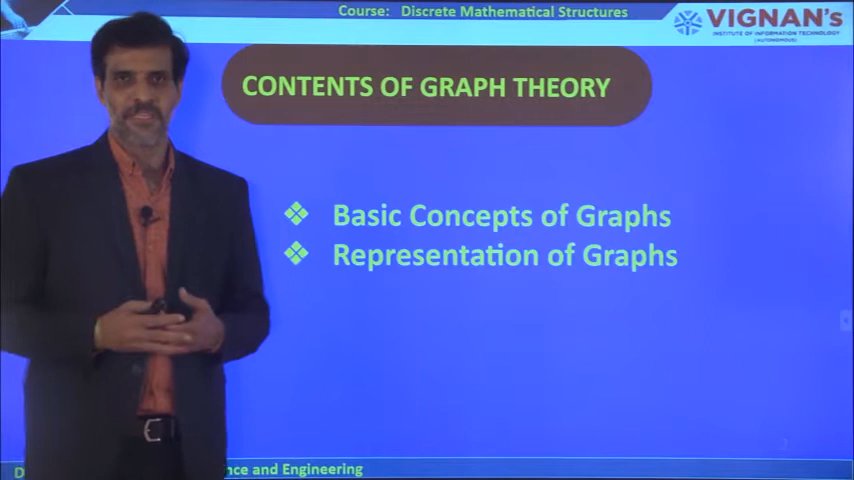 Course: Discrete Mathematical Structures
VIGNAN's
INSTITUTE OF INFORMATION TECHNOLOGY
(AUTONOMOUS)
CONTENTS OF GRAPH THEORY
Basic Concepts of Graphs
Representation of Graphs
and Engineering